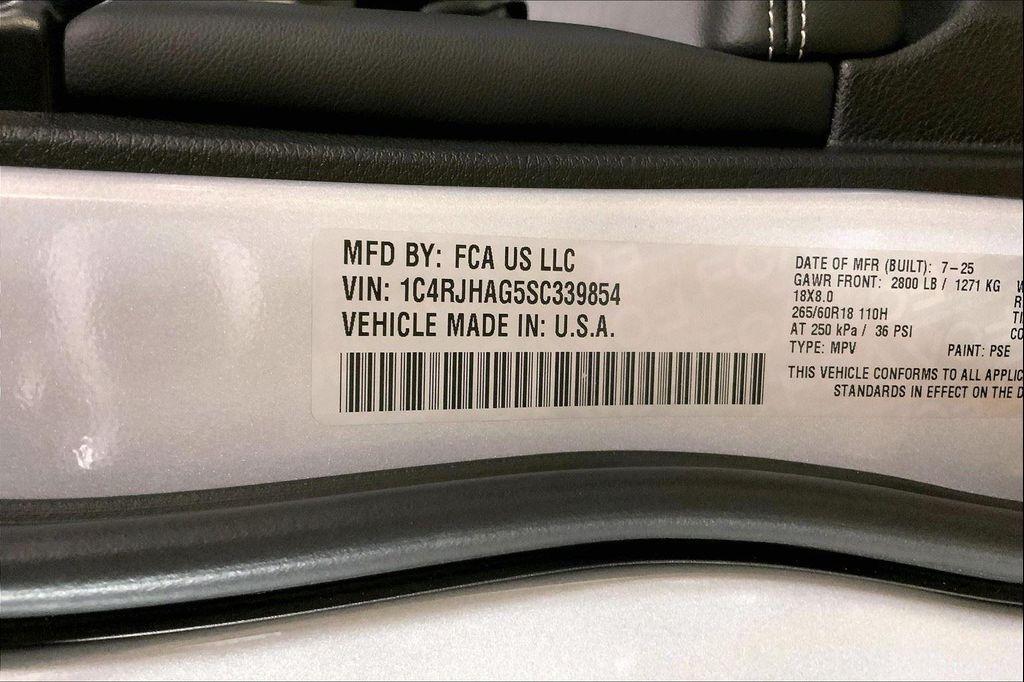 MFD BY: FCA US LLC
VIN: 1C4RJHAG5SC339854
VEHICLE MADE IN: U.S.A.
DATE OF MFR (BUILT): 7-25
GAWR FRONT: 2800 LB / 1271 KG
18X8.0
265/60R18 110H
AT 250 kPa / 36 PSI
TYPE: MPV PAINT: PSE
THIS VEHICLE CONFORMS TO ALL
STANDARDS IN EFFECT ON THE